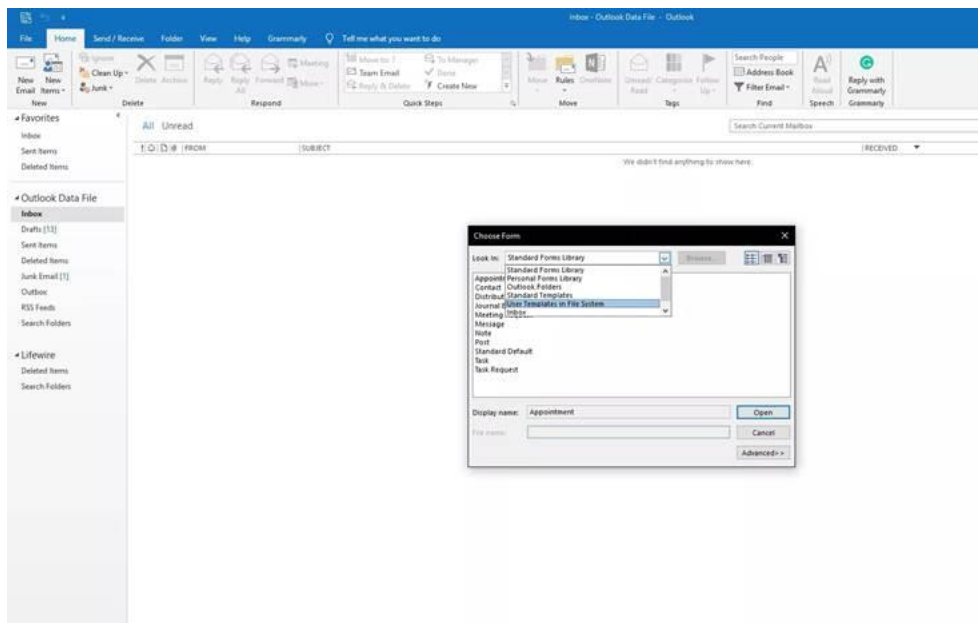 Inbox - Outlook Data File - Outlook
File Home Send / Receive Folder View Help Grammarly Tell me what you want to do
New Email
New Items
Ignore
Clean Up
Junk
Delete Archive
Reply Reply All Forward
Meeting
More
Move to: ?
Team Email
Reply & Delete
To Manager
Done
Create New
Move Rules OneNote
Unread/ Read Categorize Follow Up
Search People
Address Book
Filter Email
Read Aloud
Reply with Grammarly
New Delete Respond Quick Steps Move Tags Find Speech Grammarly
Favorites
Inbox
Sent Items
Deleted Items
Outlook Data File
Inbox
Drafts [13]
Sent Items
Deleted Items
Junk Email [1]
Outbox
RSS Feeds
Search Folders
Lifewire
Deleted Items
Search Folders
All Unread
Search Current Mailbox
FROM SUBJECT RECEIVED
We didn't find anything to show here.
Choose Form
Look In: Standard Forms Library Browse...
Standard Forms Library
Personal Forms Library
Outlook Folders
Standard Templates
User Templates in File System
Inbox
Appointm
Contact
Distribut
Journal E
Meeting
Message
Note
Post
Standard Default
Task
Task Request
Display name: Appointment Open
File name: Cancel
Advanced>>